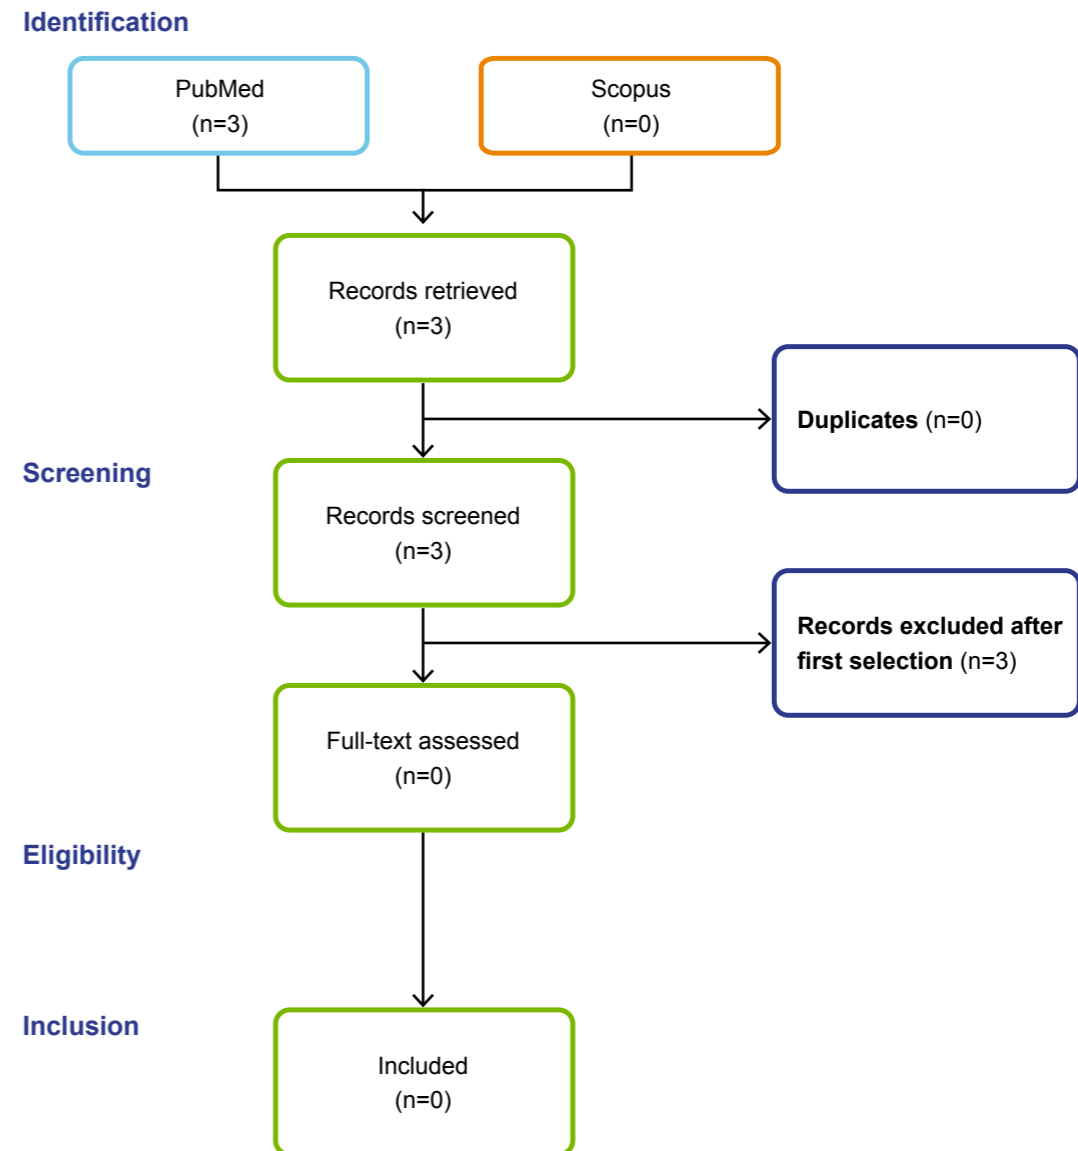 Identification
PubMed
(n=3)
Scopus
(n=0)
Records retrieved
(n=3)
Duplicates (n=0)
Screening
Records screened
(n=3)
Records excluded after
first selection (n=3)
Full-text assessed
(n=0)
Eligibility
Inclusion
Included
(n=0)